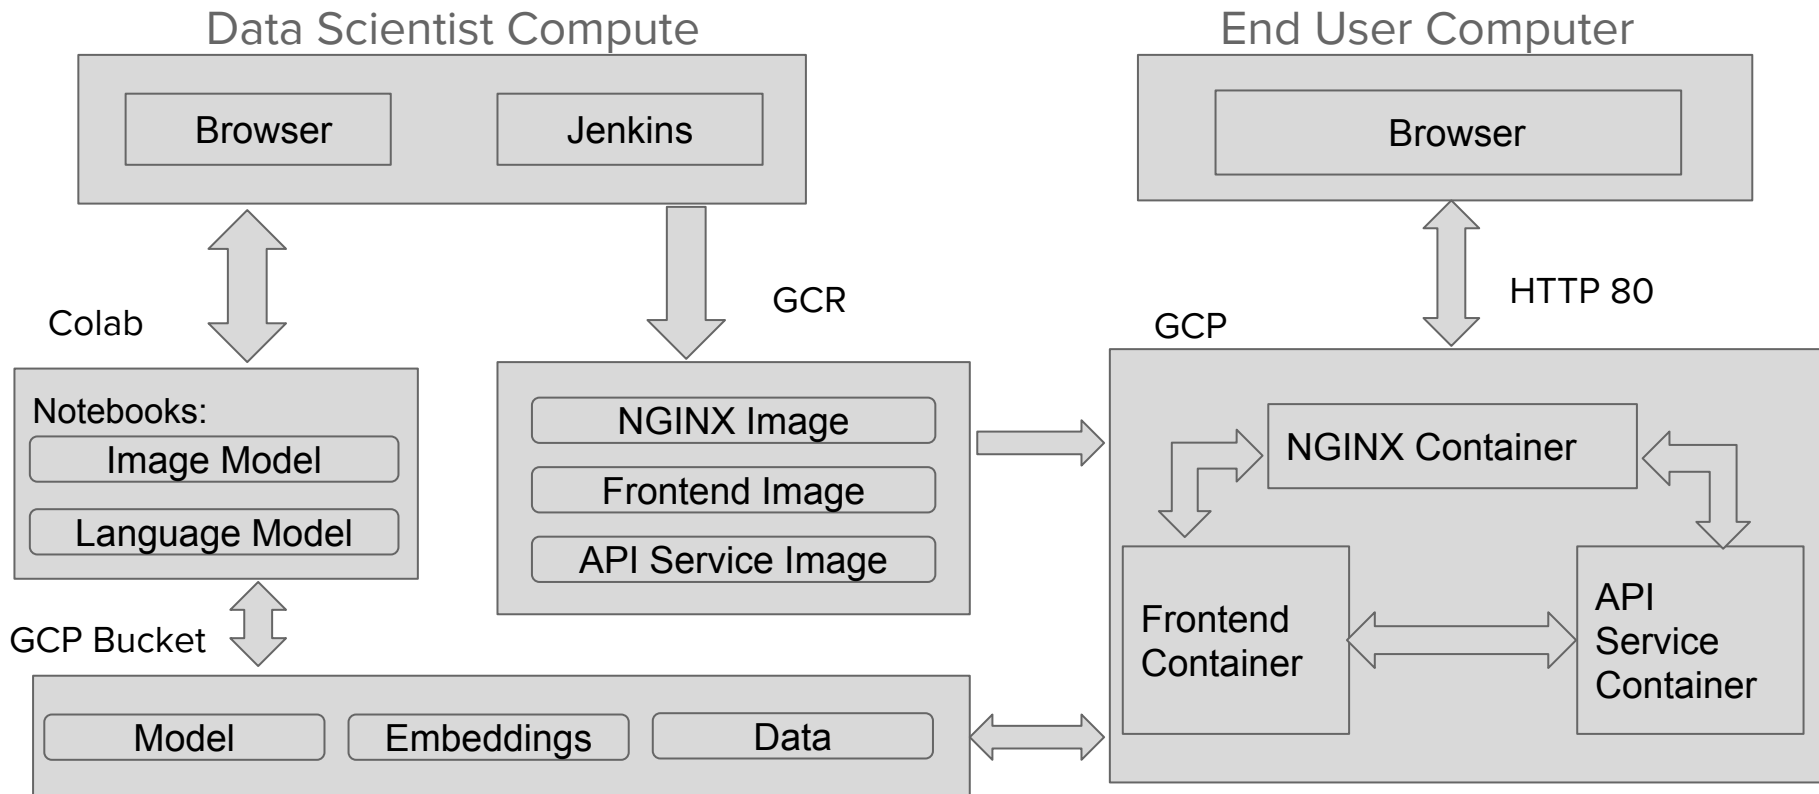 Data Scientist Compute
End User Computer
Browser
Jenkins
Browser
Colab
GCR
HTTP 80
GCP
Notebooks:
Image Model
Language Model
NGINX Image
Frontend Image
API Service Image
NGINX Container
Frontend
Container
API
Service
Container
GCP Bucket
Model
Embeddings
Data